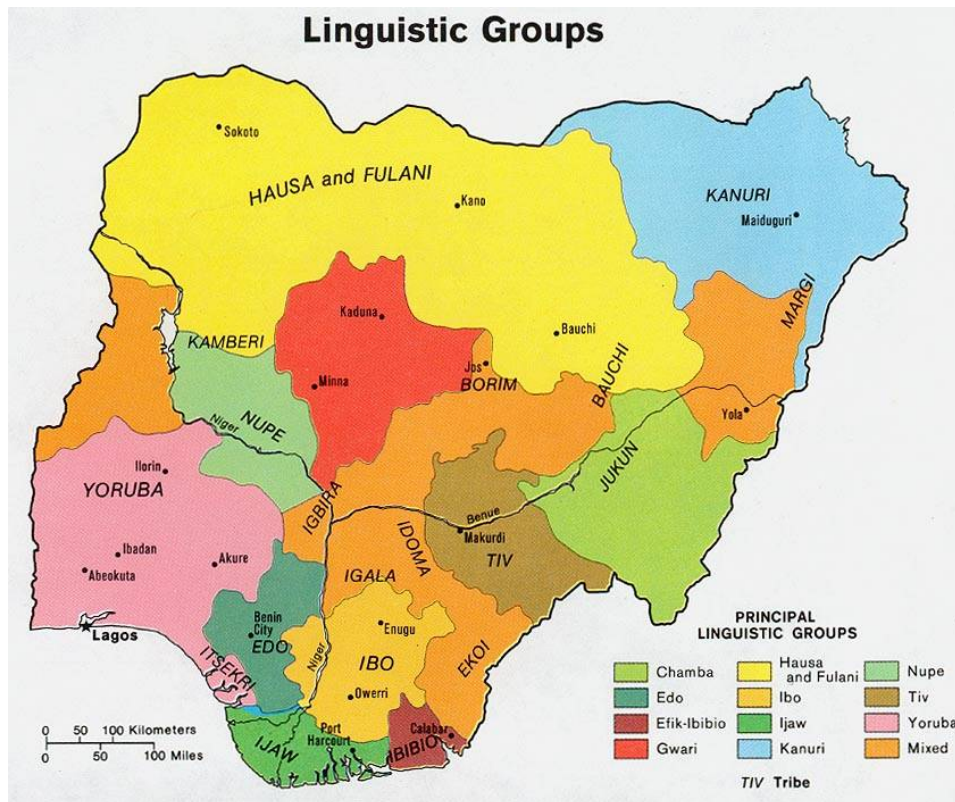 Linguistic Groups
Sokoto
HAUSA and FULANI
Kano
KANURI
Maiduguri
MARGI
Kaduna
Bauchi
KAMBERI
Jos
BORIM
BAUCHI
Minna
Yola
NUPE
Niger
Ilorin
YORUBA
JUKUN
IGBIRA
Benue
Makurdi
IDOMA
TIV
Ibadan
Akure
Abeokuta
IGALA
Lagos
Benin
City
EDO
Enugu
IBO
EKOI
Niger
ITSEKRI
Owerri
Port
Harcourt
Calabar
IJAW
IBIBIO
0 50 100 Kilometers
0 50 100 Miles
PRINCIPAL
LINGUISTIC GROUPS
Chamba
Edo
Efik-Ibibio
Gwari
Hausa
and Fulani
Ibo
Ijaw
Kanuri
Nupe
Tiv
Yoruba
Mixed
TIV Tribe